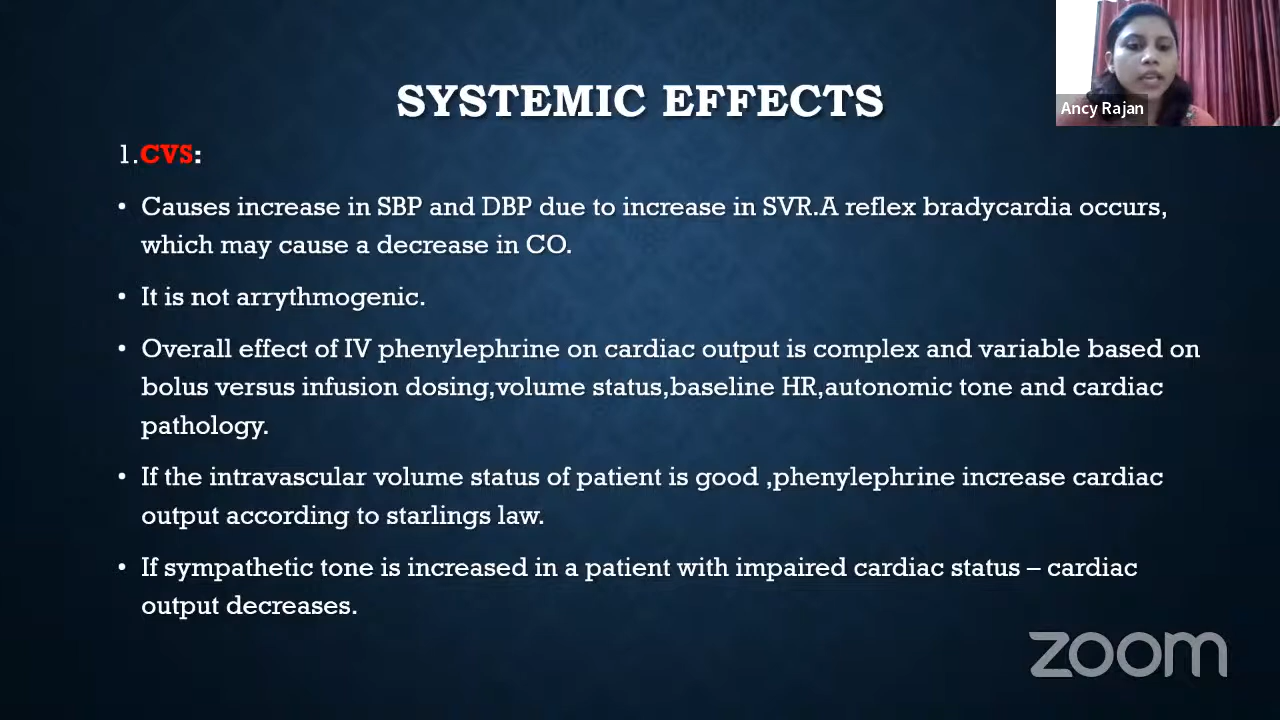 SYSTEMIC EFFECTS
Ancy Rajan
1.CVS:
• Causes increase in SBP and DBP due to increase in SVR.A reflex bradycardia occurs,
which may cause a decrease in CO.
• It is not arrythmogenic.
• Overall effect of IV phenylephrine on cardiac output is complex and variable based on
bolus versus infusion dosing,volume status,baseline HR,autonomic tone and cardiac
pathology.
• If the intravascular volume status of patient is good ,phenylephrine increase cardiac
output according to starlings law.
• If sympathetic tone is increased in a patient with impaired cardiac status – cardiac
output decreases.
zoom